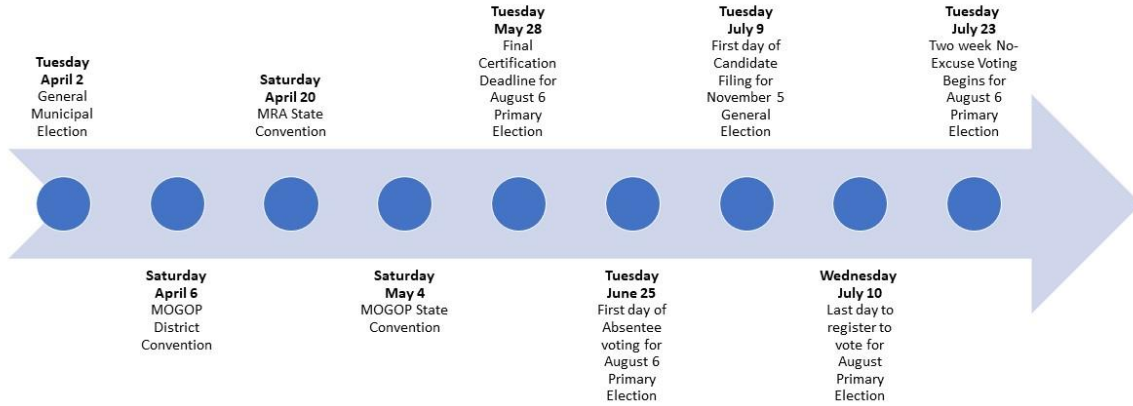 Tuesday
April 2
General
Municipal
Election
Saturday
April 6
MOGOP
District
Convention
Saturday
April 20
MRA State
Convention
Saturday
May 4
MOGOP State
Convention
Tuesday
May 28
Final
Certification
Deadline for
August 6
Primary
Election
Tuesday
June 25
First day of
Absentee
voting for
August 6
Primary
Election
Tuesday
July 9
First day of
Candidate
Filing for
November 5
General
Election
Wednesday
July 10
Last day to
register to
vote for
August
Primary
Election
Tuesday
July 23
Two week No-
Excuse Voting
Begins for
August 6
Primary
Election